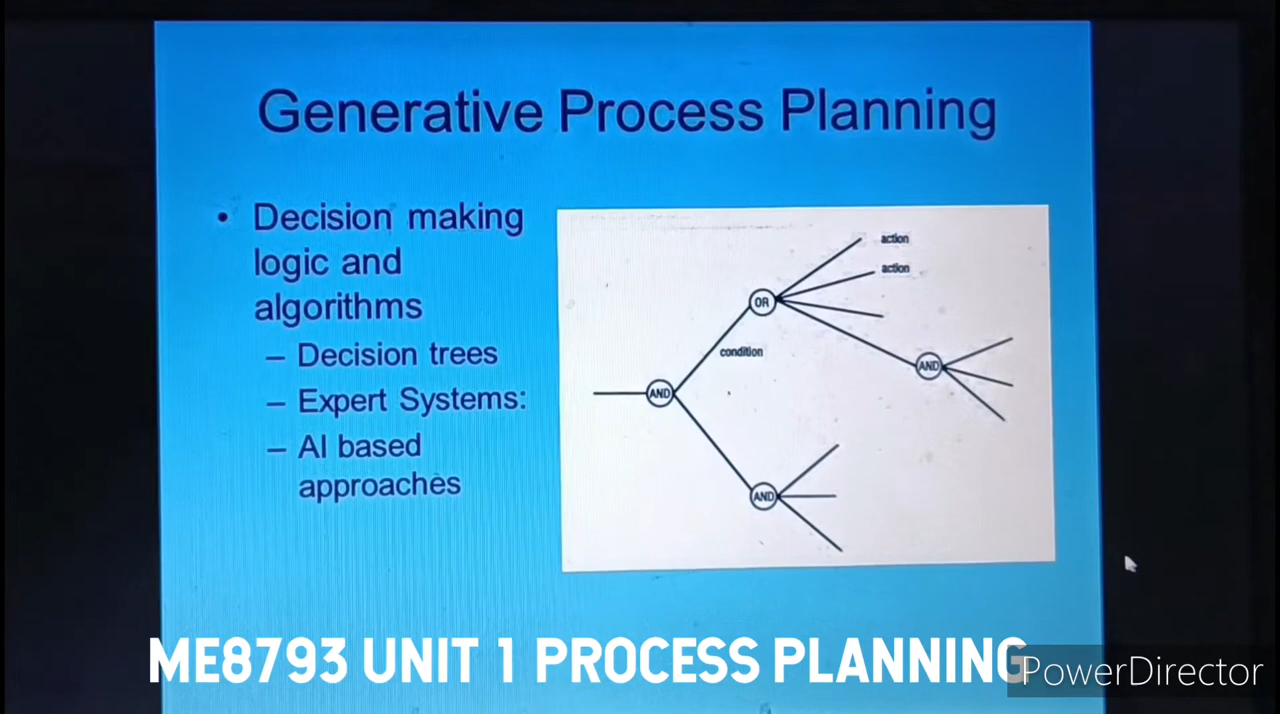 Generative Process Planning
• Decision making
logic and
algorithms
– Decision trees
– Expert Systems:
– AI based
approaches
action
action
OR
condition
AND
AND
AND
ME8793 UNIT 1 PROCESS PLANNING
PowerDirector